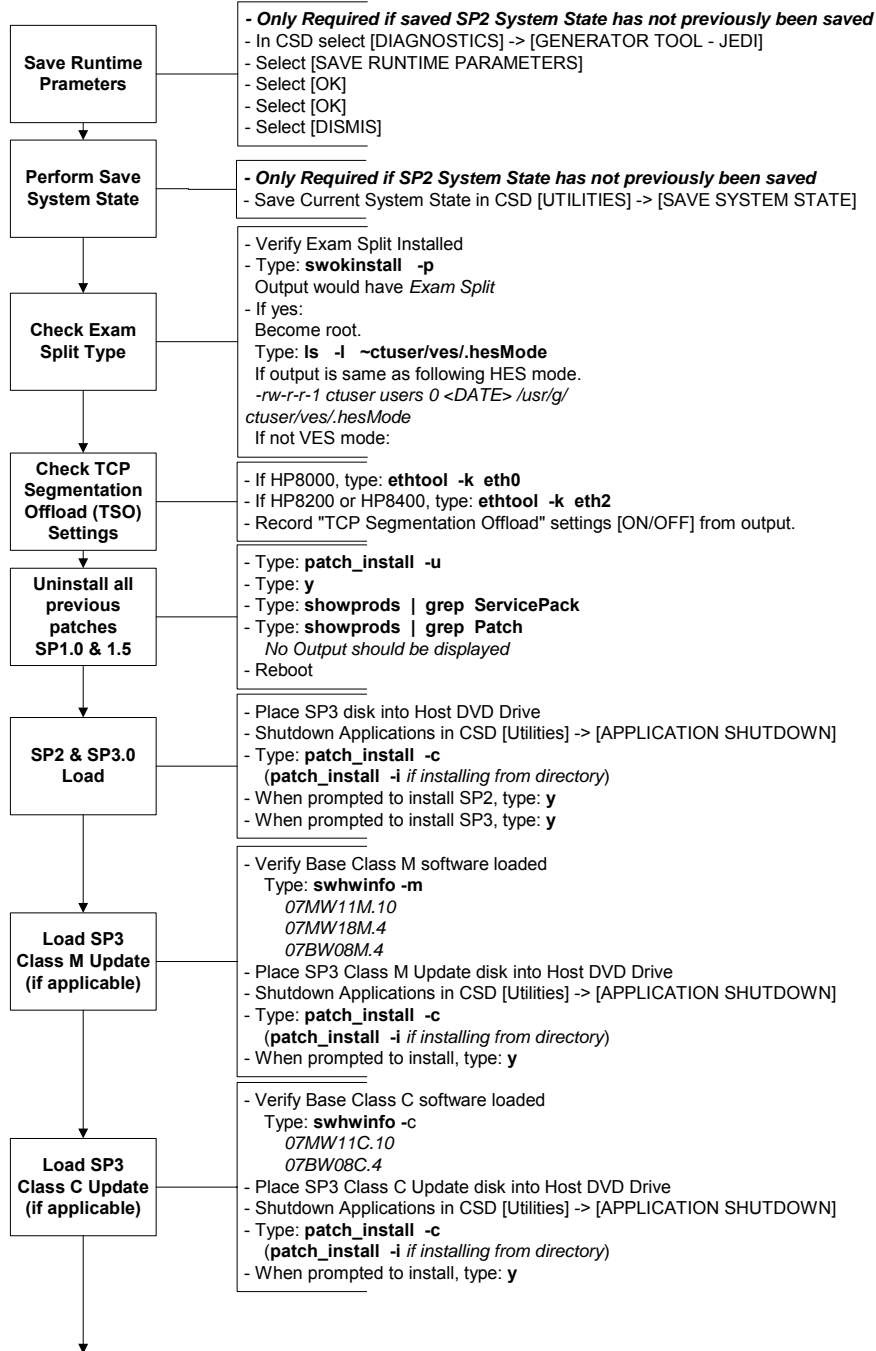 Save Runtime
Prameters
- Only Required if saved SP2 System State has not previously been saved
- In CSD select [DIAGNOSTICS] -> [GENERATOR TOOL - JEDI]
- Select [SAVE RUNTIME PARAMETERS]
- Select [OK]
- Select [OK]
- Select [DISMIS]
Perform Save
System State
- Only Required if SP2 System State has not previously been saved
- Save Current System State in CSD [UTILITIES] -> [SAVE SYSTEM STATE]
Check Exam
Split Type
- Verify Exam Split Installed
- Type: swokinstall -p
Output would have Exam Split
- If yes:
Become root.
Type: ls -l ~ctuser/ves/.hesMode
If output is same as following HES mode.
-rw-r-r-1 ctuser users 0 <DATE> /usr/g/
ctuser/ves/.hesMode
If not VES mode:
Check TCP
Segmentation
Offload (TSO)
Settings
- If HP8000, type: ethtool -k eth0
- If HP8200 or HP8400, type: ethtool -k eth2
- Record "TCP Segmentation Offload" settings [ON/OFF] from output.
Uninstall all
previous
patches
SP1.0 & 1.5
- Type: patch_install -u
- Type: y
- Type: showprods | grep ServicePack
- Type: showprods | grep Patch
No Output should be displayed
- Reboot
SP2 & SP3.0
Load
- Place SP3 disk into Host DVD Drive
- Shutdown Applications in CSD [Utilities] -> [APPLICATION SHUTDOWN]
- Type: patch_install -c
(patch_install -i if installing from directory)
- When prompted to install SP2, type: y
- When prompted to install SP3, type: y
Load SP3
Class M Update
(if applicable)
- Verify Base Class M software loaded
Type: swhwinfo -m
07MW11M.10
07MW18M.4
07BW08M.4
- Place SP3 Class M Update disk into Host DVD Drive
- Shutdown Applications in CSD [Utilities] -> [APPLICATION SHUTDOWN]
- Type: patch_install -c
(patch_install -i if installing from directory)
- When prompted to install, type: y
Load SP3
Class C Update
(if applicable)
- Verify Base Class C software loaded
Type: swhwinfo -c
07MW11C.10
07BW08C.4
- Place SP3 Class C Update disk into Host DVD Drive
- Shutdown Applications in CSD [Utilities] -> [APPLICATION SHUTDOWN]
- Type: patch_install -c
(patch_install -i if installing from directory)
- When prompted to install, type: y